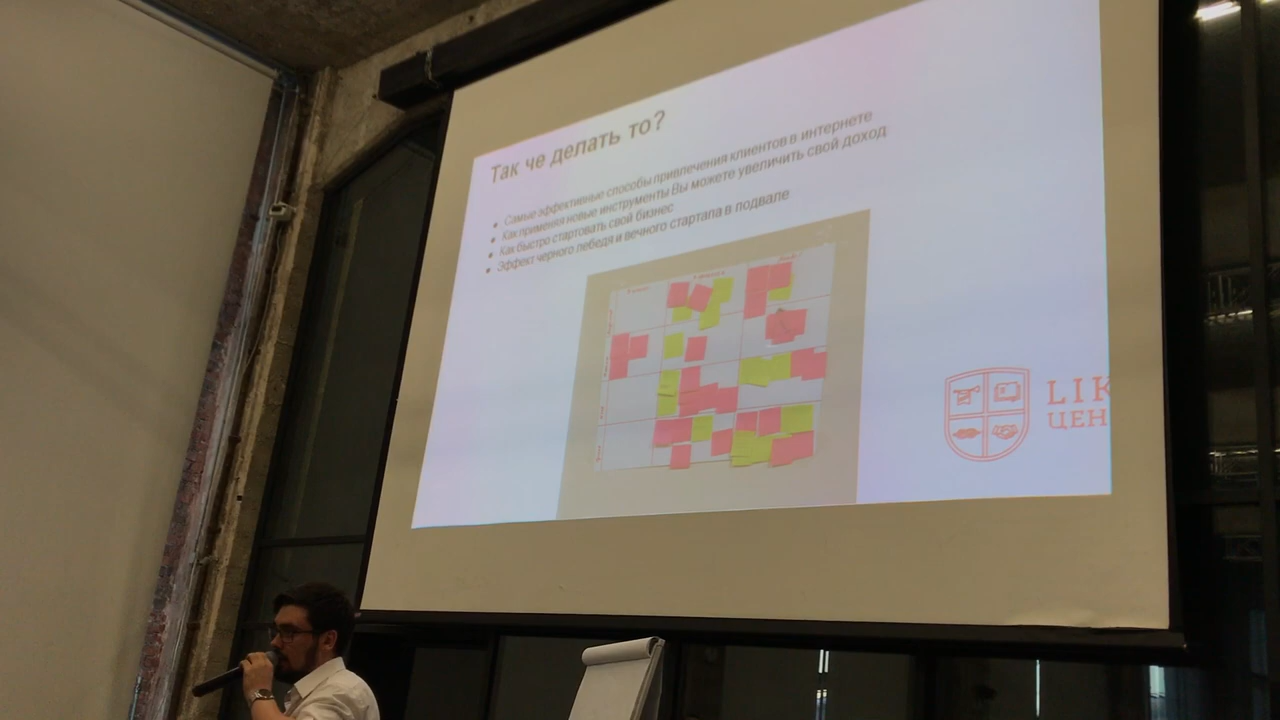 Так че делать то?
Самые эффективные способы привлечения клиентов в интернете
Как применяя новые инструменты Вы можете увеличить свой доход
Как быстро стартовать свой бизнес
Эффект черного лебедя и вечного стартапа в подвале
LIK
ЦЕН